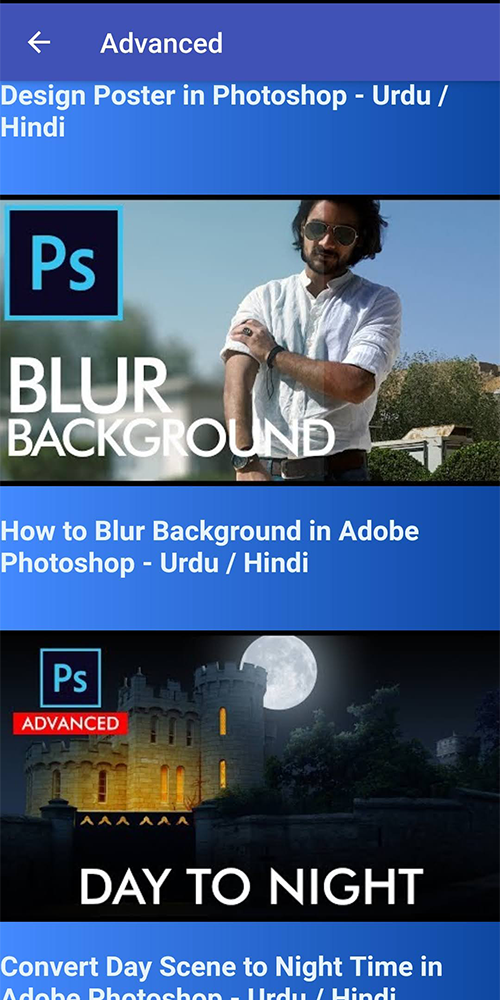 Advanced
Design Poster in Photoshop - Urdu /
Hindi
Ps
BLUR
BACKGROUND
How to Blur Background in Adobe
Photoshop - Urdu / Hindi
Ps
ADVANCED
DAY TO NIGHT
Convert Day Scene to Night Time in
Adobe Photoshop - Urdu / Hindi